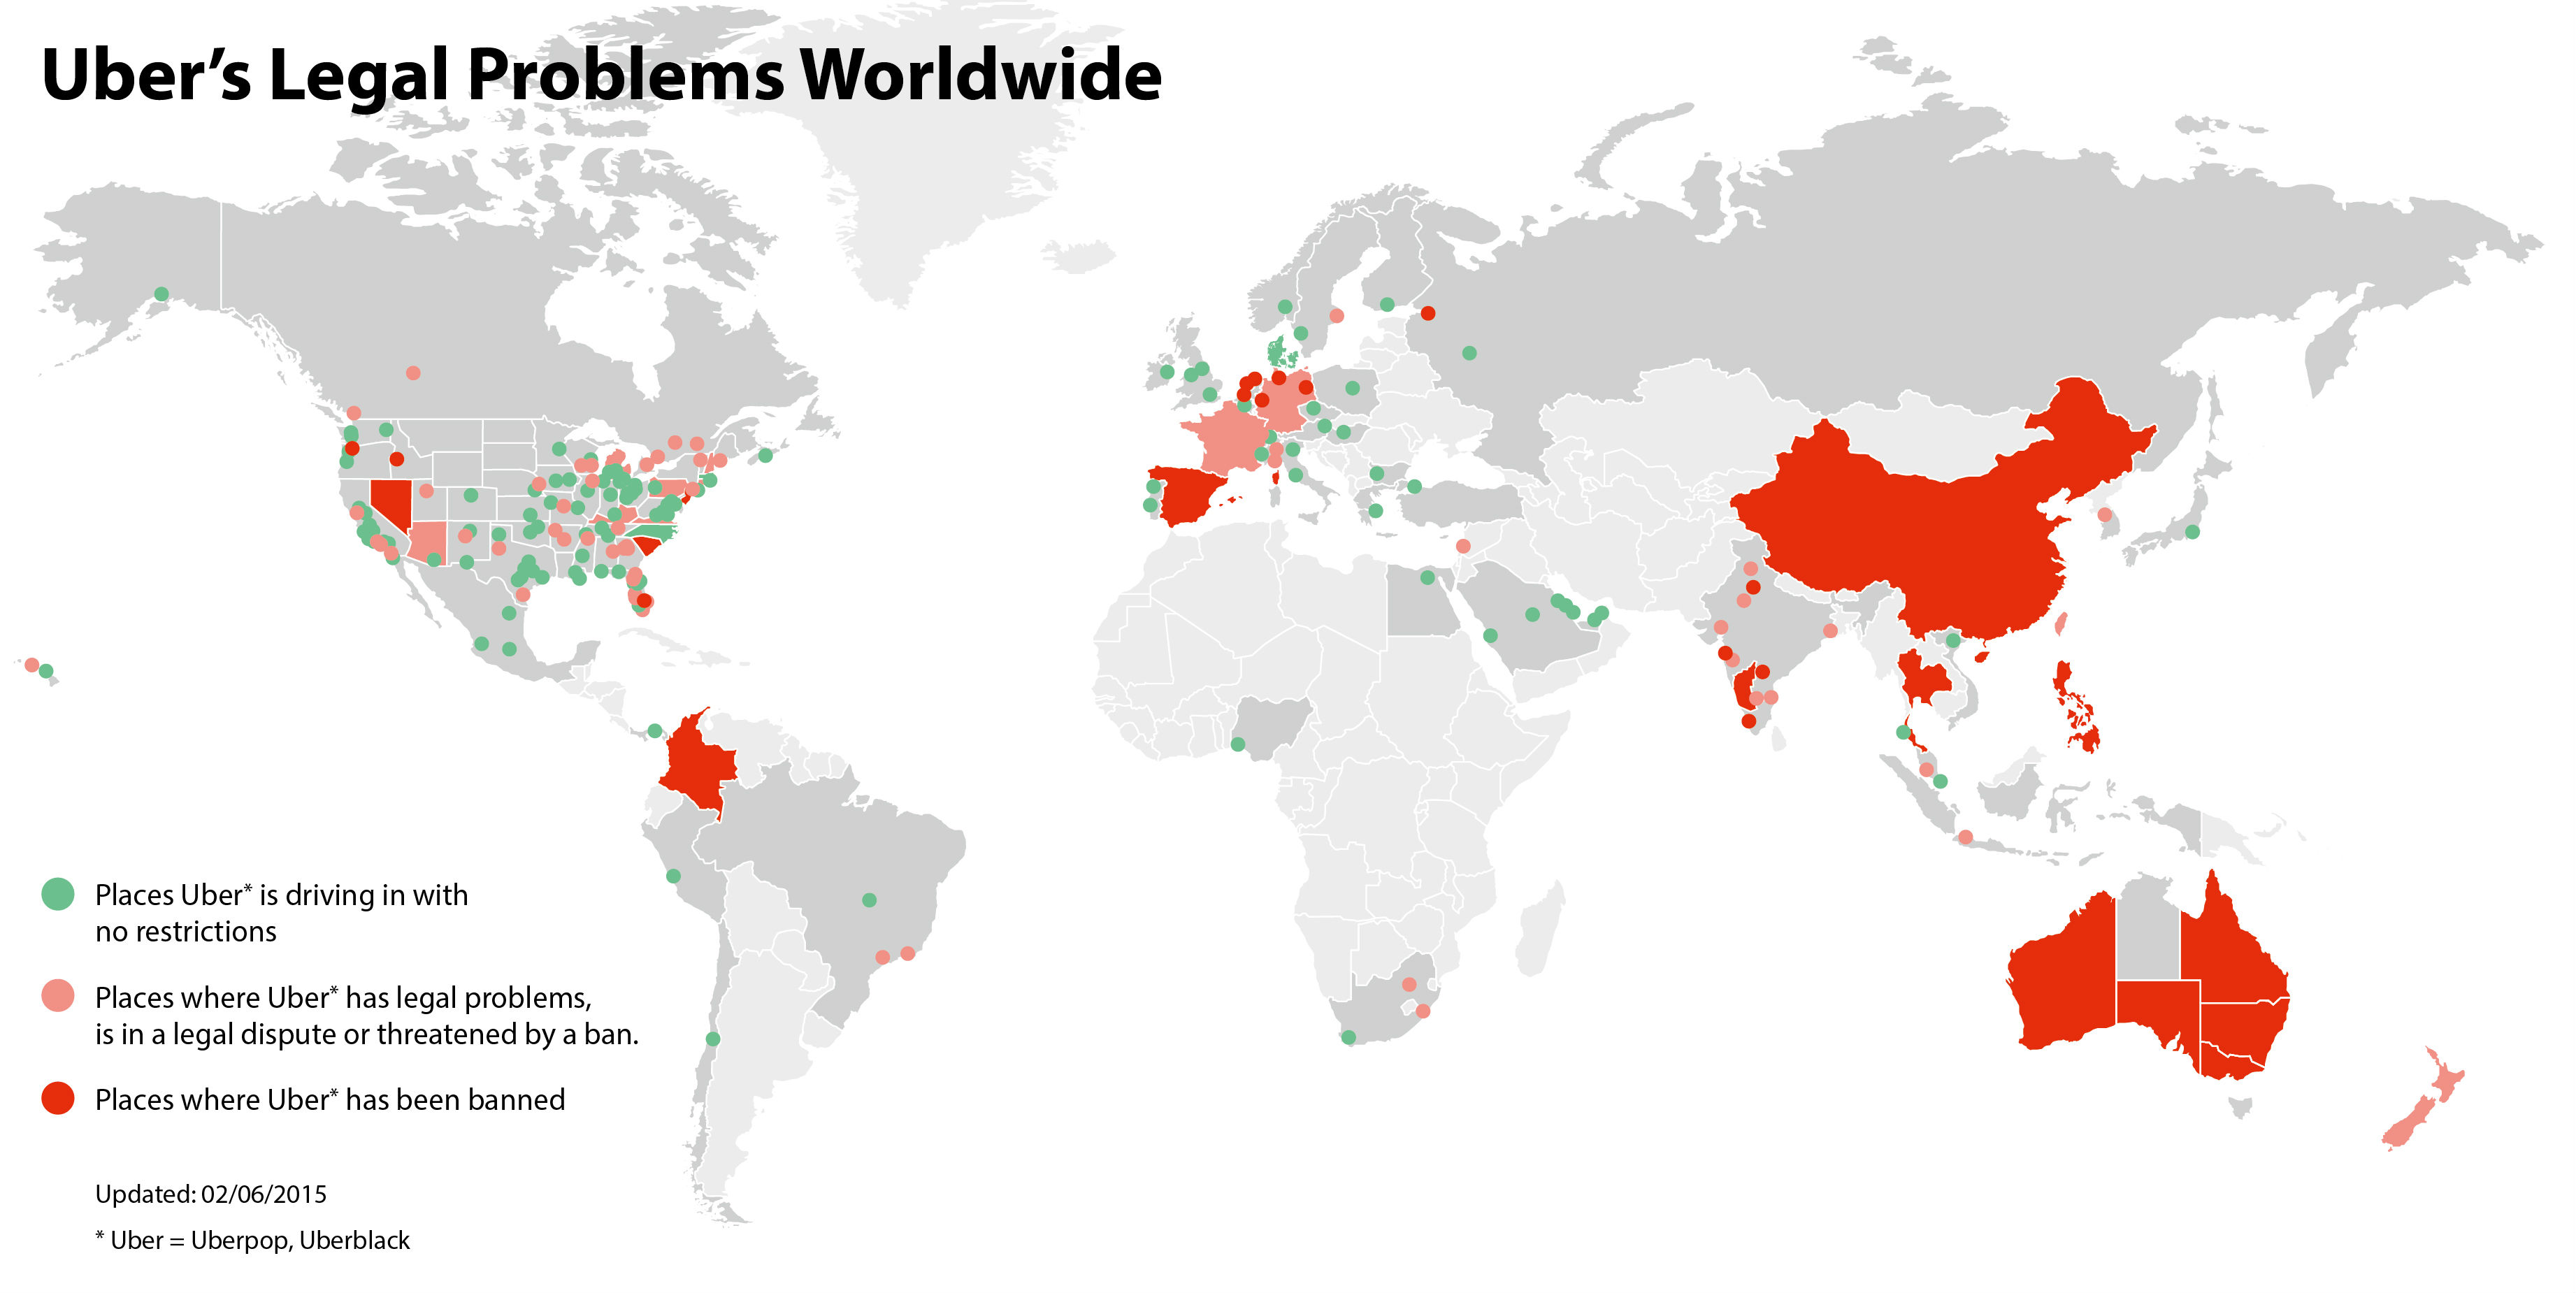 Uber’s Legal Problems Worldwide
Places Uber* is driving in with
no restrictions
Places where Uber* has legal problems,
is in a legal dispute or threatened by a ban.
Places where Uber* has been banned
Updated: 02/06/2015
* Uber = Uberpop, Uberblack